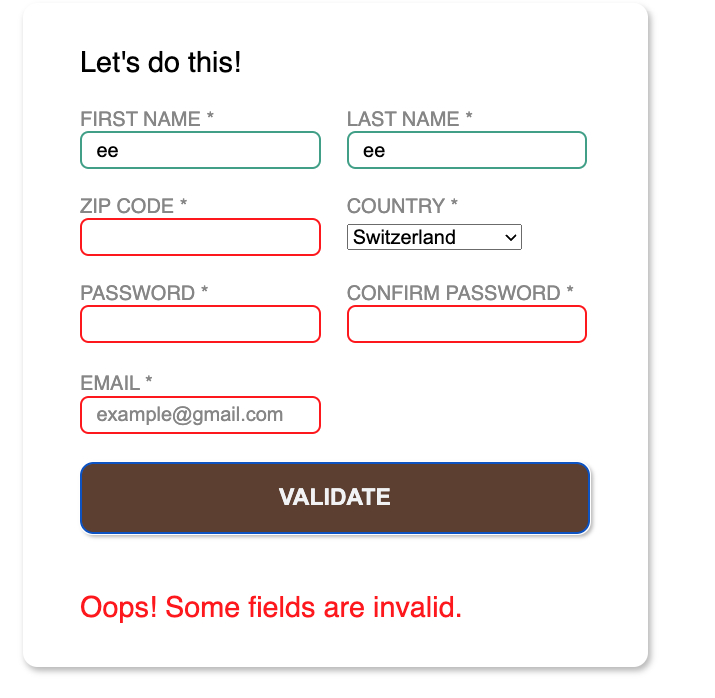 Let's do this!
FIRST NAME * LAST NAME *
ee ee
ZIP CODE * COUNTRY *
Switzerland
PASSWORD * CONFIRM PASSWORD *
EMAIL *
example@gmail.com
VALIDATE
Oops! Some fields are invalid.